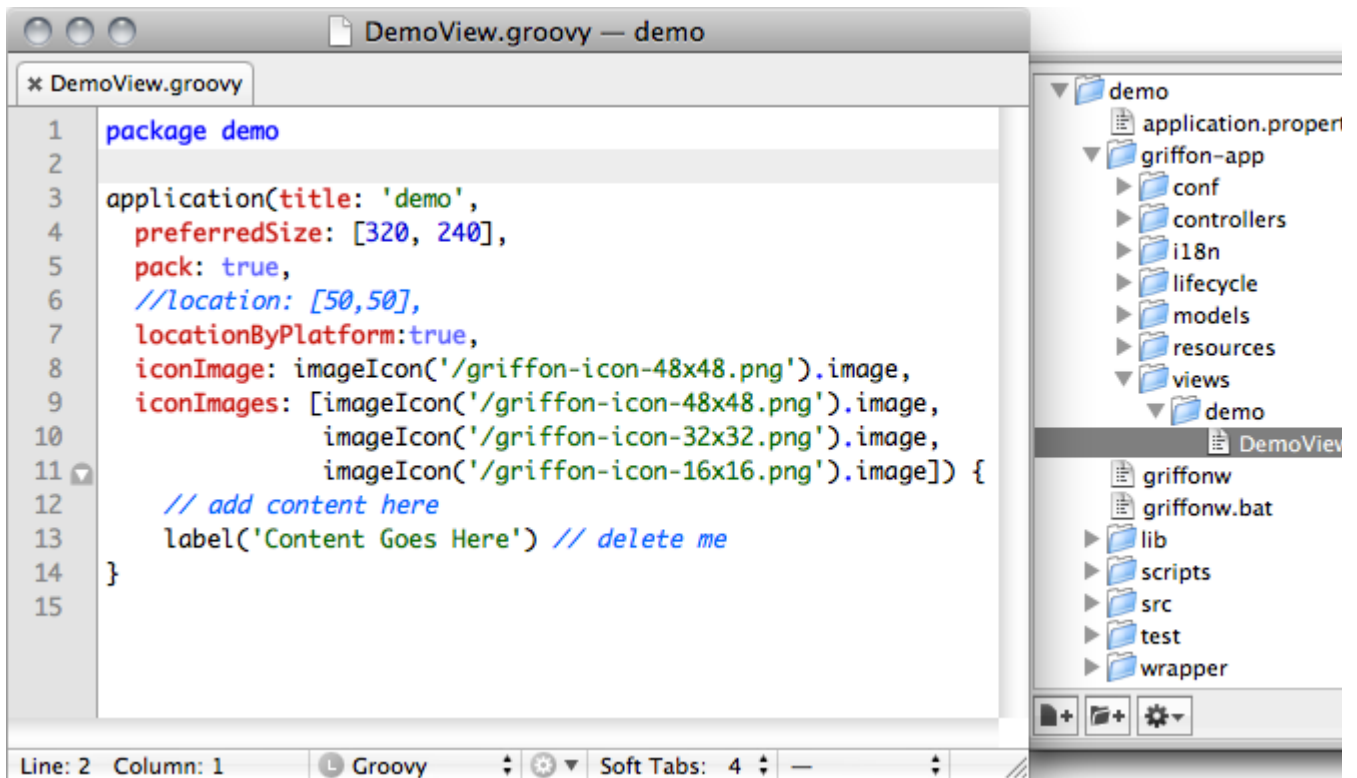 DemoView.groovy — demo
× DemoView.groovy
1 package demo
2
3 application(title: 'demo',
4   preferredSize: [320, 240],
5   pack: true,
6   //location: [50,50],
7   locationByPlatform:true,
8   iconImage: imageIcon('/griffon-icon-48x48.png').image,
9   iconImages: [imageIcon('/griffon-icon-48x48.png').image,
10               imageIcon('/griffon-icon-32x32.png').image,
11               imageIcon('/griffon-icon-16x16.png').image]) {
12     // add content here
13     label('Content Goes Here') // delete me
14 }
15
Line: 2 Column: 1 L Groovy Soft Tabs: 4 —
demo
application.propert
griffon-app
conf
controllers
i18n
lifecycle
models
resources
views
demo
DemoView
griffonw
griffonw.bat
lib
scripts
src
test
wrapper